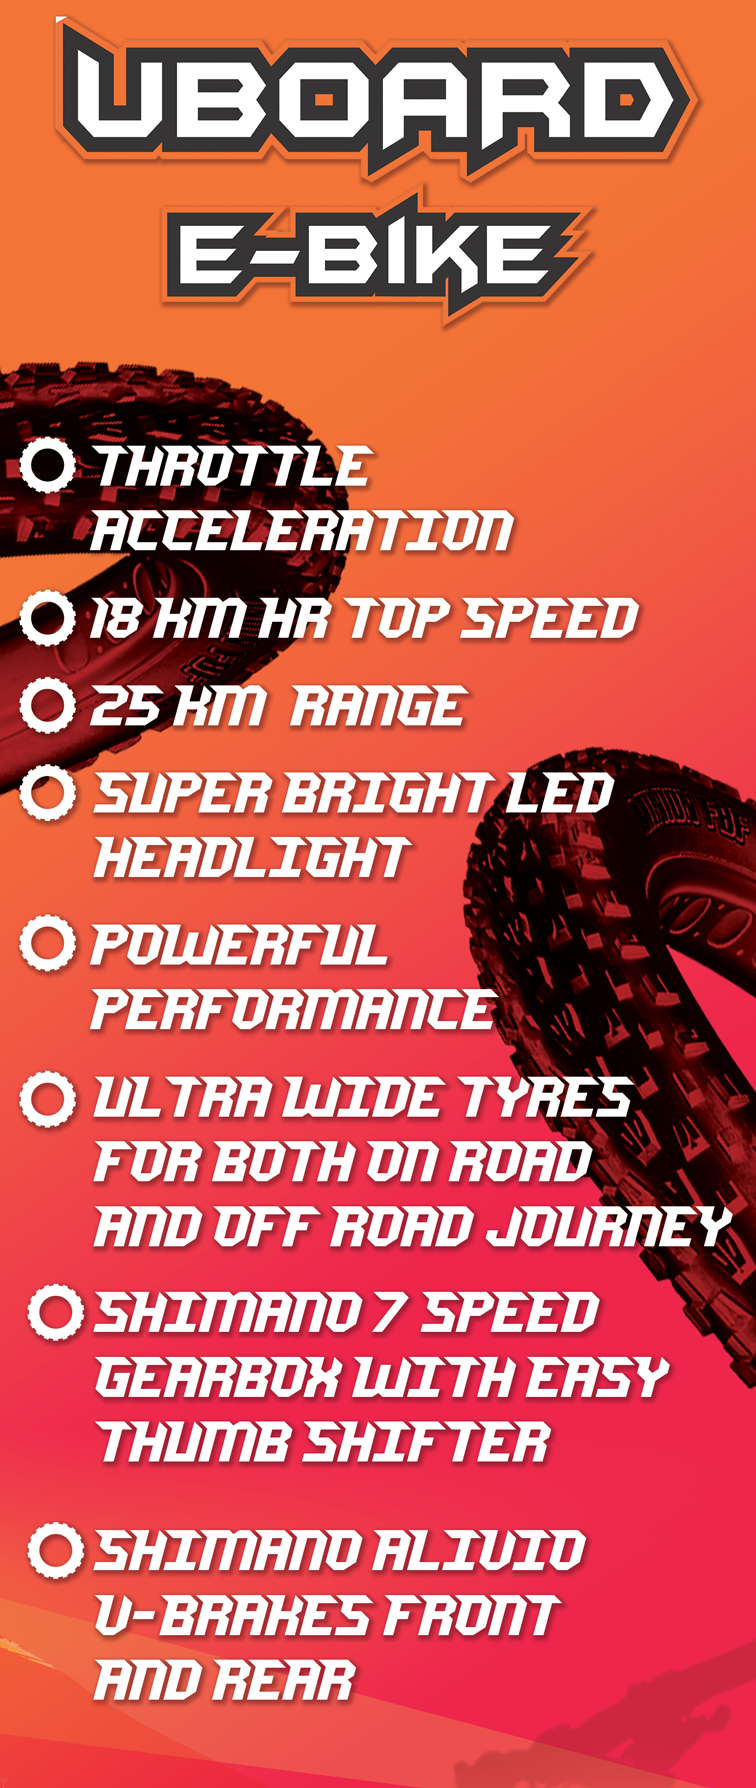 UBOARD
E-BIKE
THROTTLE
ACCELERATION
18 KM HR TOP SPEED
25 KM RANGE
SUPER BRIGHT LED
HEADLIGHT
POWERFUL
PERFORMANCE
ULTRA WIDE TYRES
FOR BOTH ON ROAD
AND OFF ROAD JOURNEY
SHIMANO 7 SPEED
GEARBOX WITH EASY
THUMB SHIFTER
SHIMANO ALIVIO
V-BRAKES FRONT
AND REAR